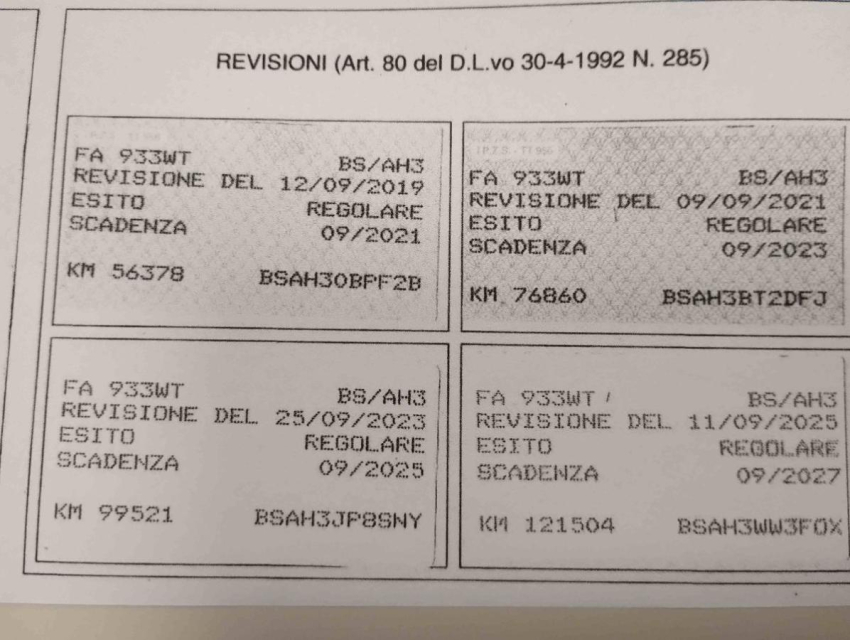 REVISIONI (Art. 80 del D.L.vo 30-4-1992 N. 285)
FA 933WT BS/AH3
REVISIONE DEL 12/09/2019
ESITO REGOLARE
SCADENZA 09/2021
KM 56378 BSAH3OBPF2B
FA 933WT BS/AH3
REVISIONE DEL 09/09/2021
ESITO REGOLARE
SCADENZA 09/2023
KM 76860 BSAH3BT2DFJ
FA 933WT BS/AH3
REVISIONE DEL 25/09/2023
ESITO REGOLARE
SCADENZA 09/2025
KM 99521 BSAH3JP8SNY
FA 933WT BS/AH3
REVISIONE DEL 11/09/2025
ESITO REGOLARE
SCADENZA 09/2027
KM 121504 BSAH3WW3FOX